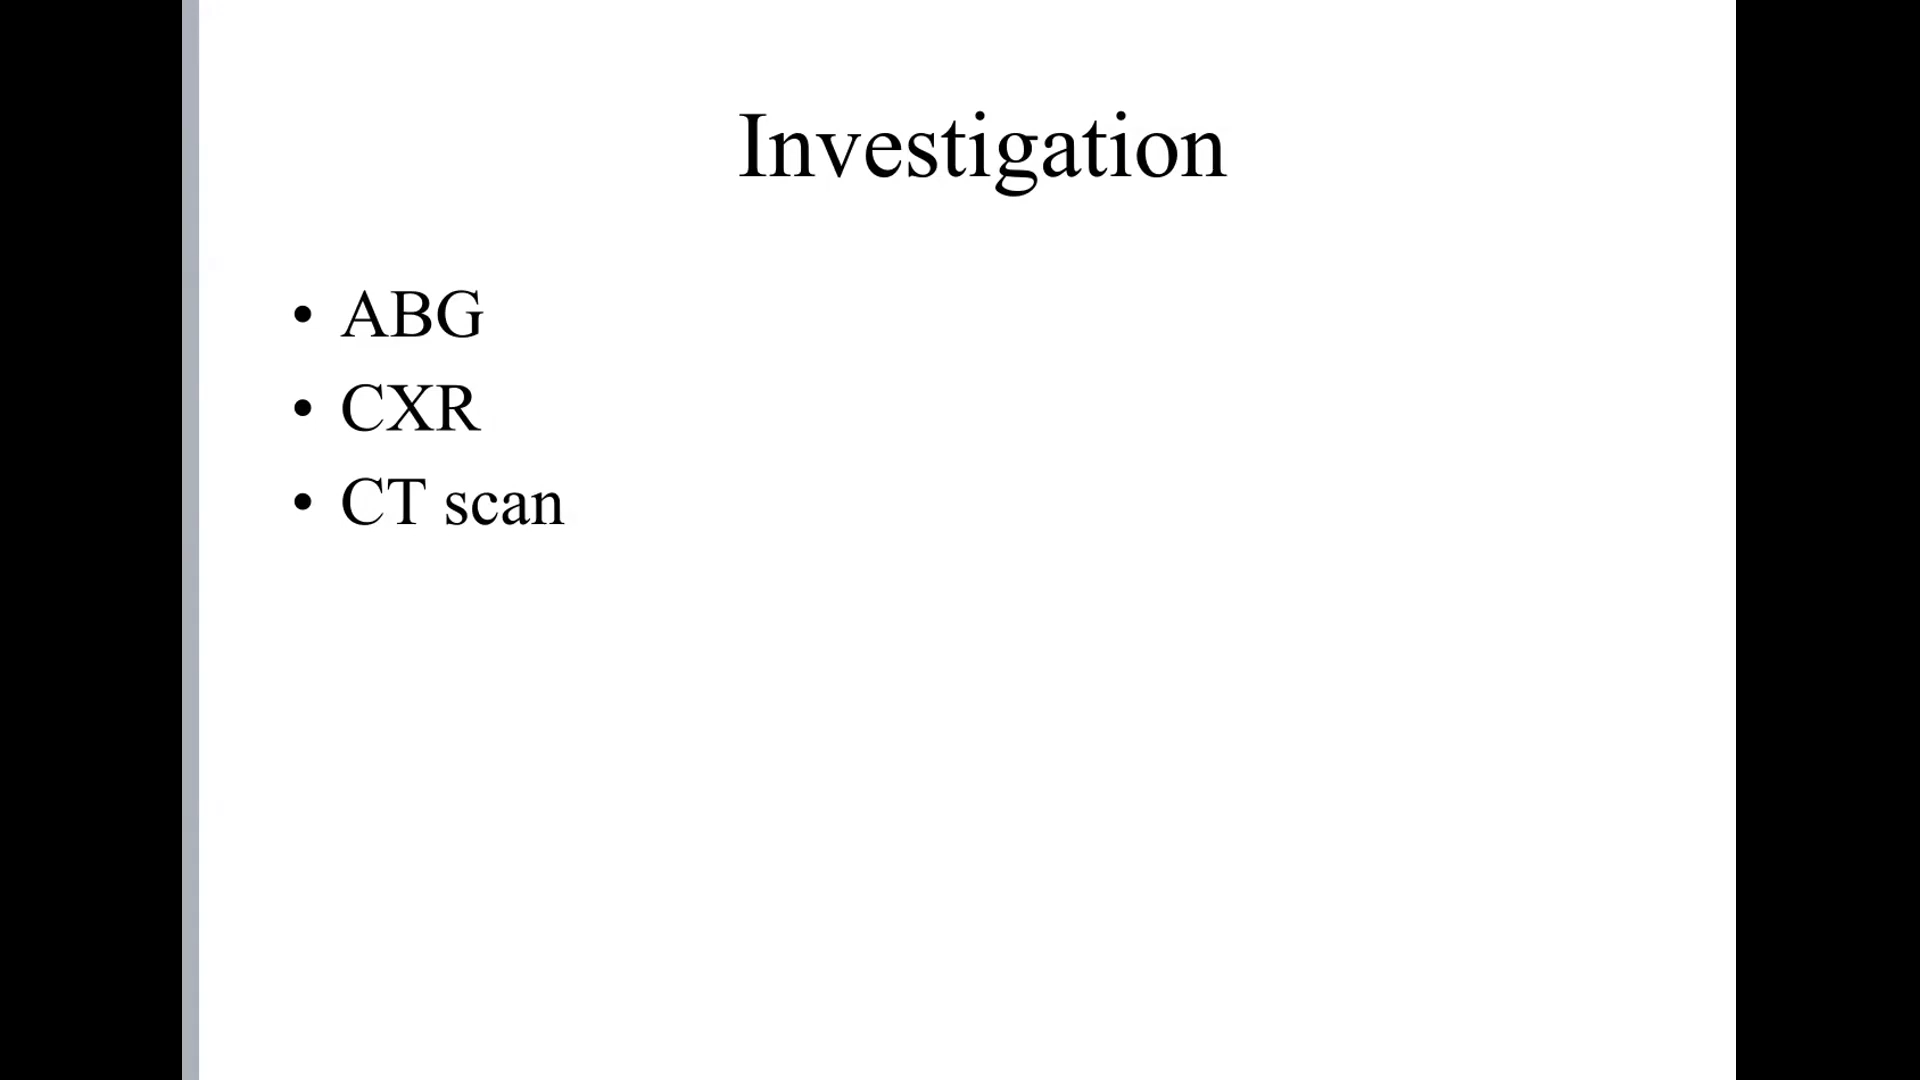 Investigation
• ABG
• CXR
• CT scan